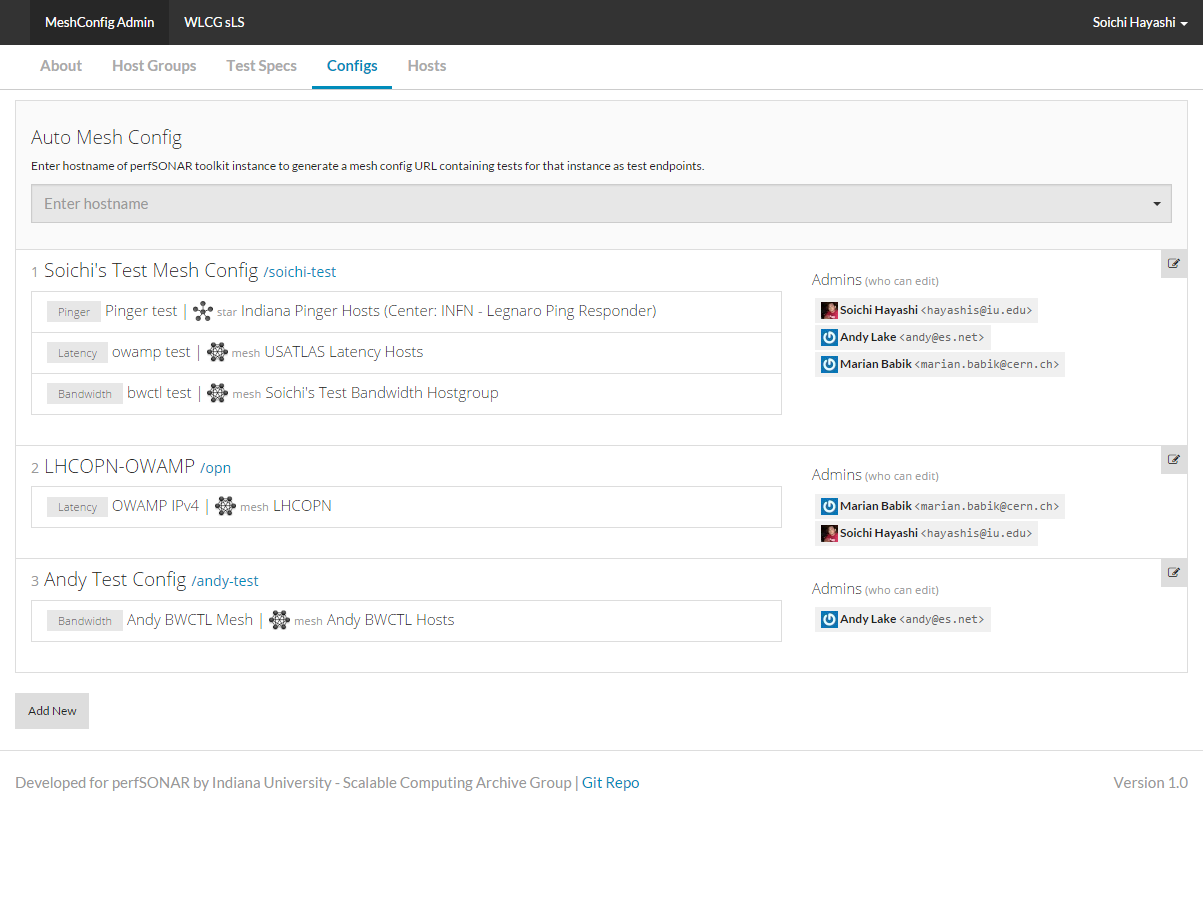 MeshConfig Admin WLCG sLS Soichi Hayashi
About Host Groups Test Specs Configs Hosts
Auto Mesh Config
Enter hostname of perfSONAR toolkit instance to generate a mesh config URL containing tests for that instance as test endpoints.
Enter hostname
1 Soichi's Test Mesh Config /soichi-test
Pinger Pinger test | star Indiana Pinger Hosts (Center: INFN - Legnaro Ping Responder)
Latency owamp test | mesh USATLAS Latency Hosts
Bandwidth bwctl test | mesh Soichi's Test Bandwidth Hostgroup
Admins (who can edit)
Soichi Hayashi <hayashis@iu.edu>
Andy Lake <andy@es.net>
Marian Babik <marian.babik@cern.ch>
2 LHCOPN-OWAMP /opn
Latency OWAMP IPv4 | mesh LHCOPN
Admins (who can edit)
Marian Babik <marian.babik@cern.ch>
Soichi Hayashi <hayashis@iu.edu>
3 Andy Test Config /andy-test
Bandwidth Andy BWCTL Mesh | mesh Andy BWCTL Hosts
Admins (who can edit)
Andy Lake <andy@es.net>
Add New
Developed for perfSONAR by Indiana University - Scalable Computing Archive Group | Git Repo Version 1.0